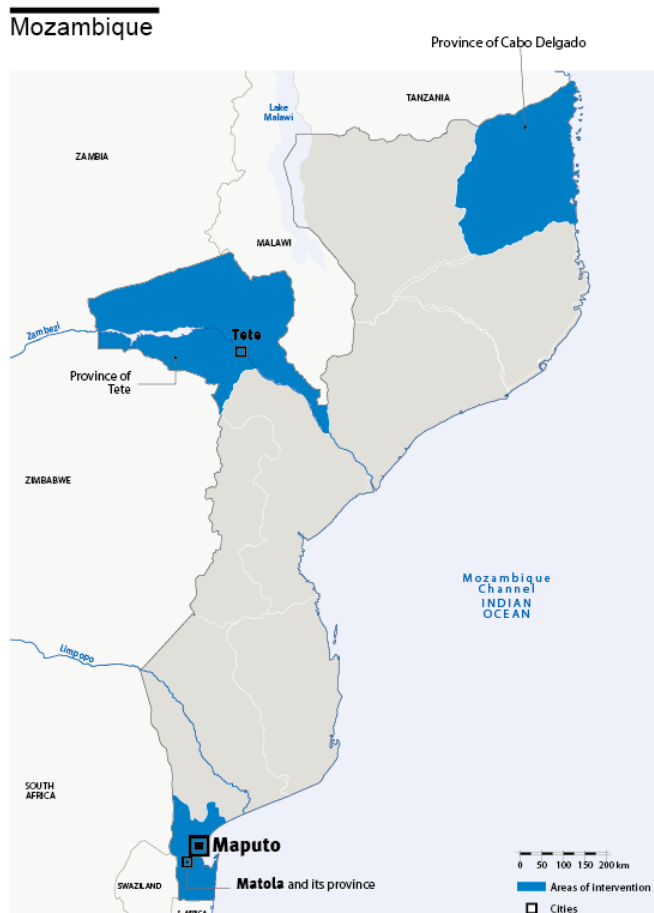 Mozambique
Province of Cabo Delgado
TANZANIA
Lake
Malawi
ZAMBIA
MALAWI
Zambezi
Tete
Province of
Tete
ZIMBABWE
Mozambique
Channel
INDIAN
OCEAN
Limpopo
SOUTH
AFRICA
Maputo
Matola and its province
SWAZILAND
0 50 100 150 200 km
Areas of intervention
Cities